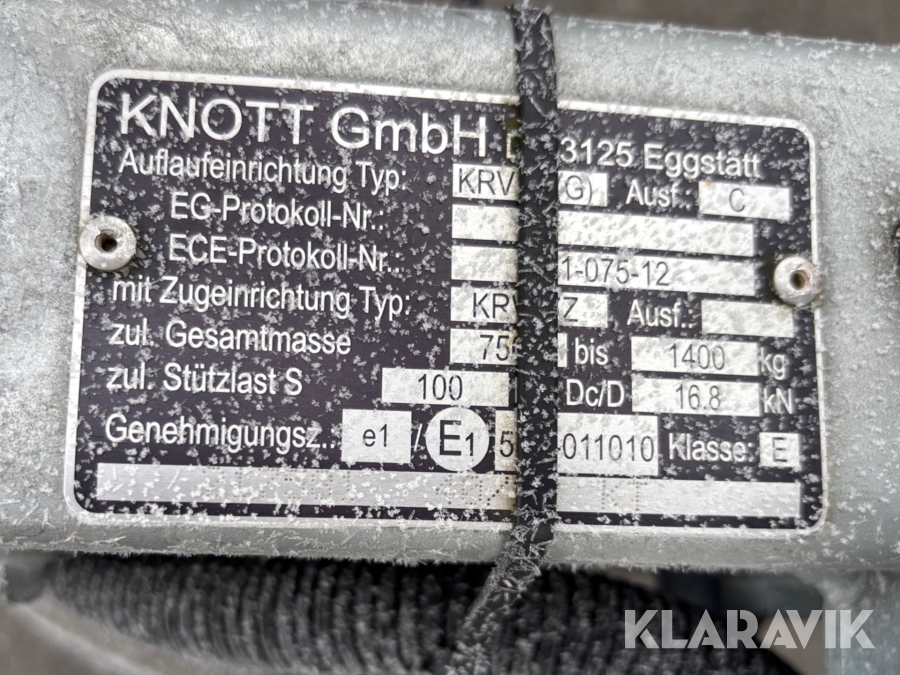 KNOTT GmbH 3125 Eggstätt
Auflaufeinrichtung Typ: KRV G) Ausf.: C
EG-Protokoll-Nr.:
ECE-Protokoll-Nr.: 1-075-12
mit Zugeinrichtung Typ: KRV Z Ausf.:
zul. Gesamtmasse 75 bis 1400 kg
zul. Stützlast S 100 Dc/D 16.8 kN
Genehmigungsz.. e1 / E1 5 -011010 Klasse: E
KLARAVIK